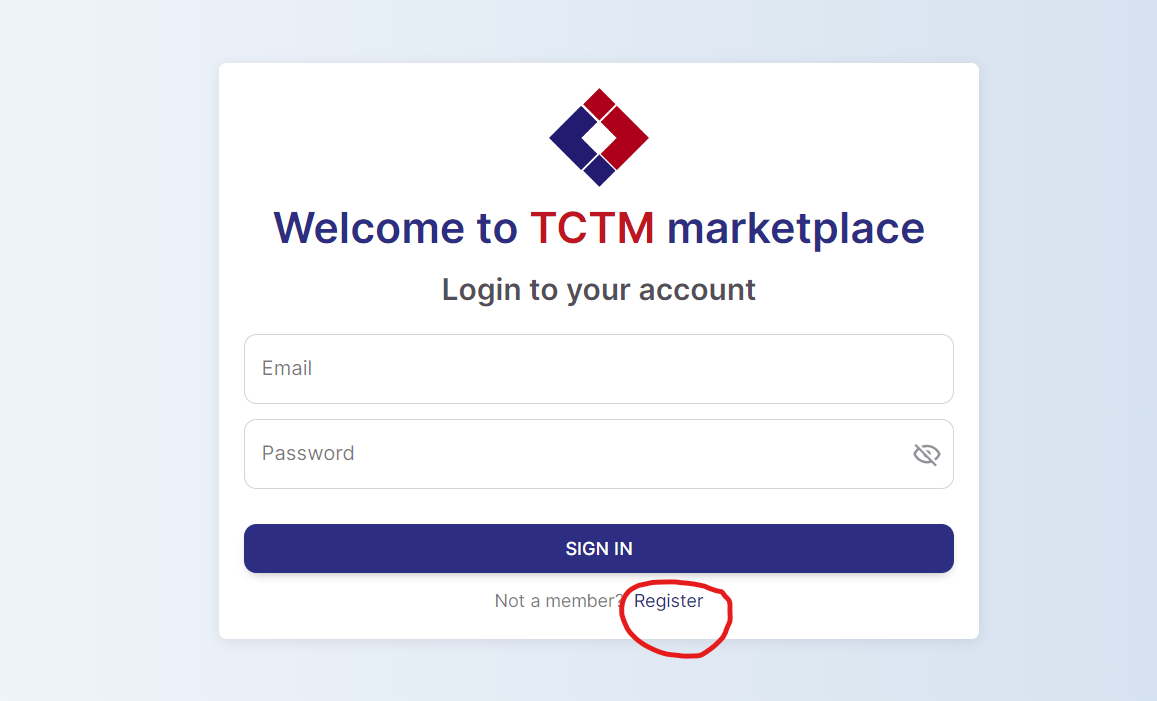 Welcome to TCTM marketplace
Login to your account
Email
Password
SIGN IN
Not a member? Register